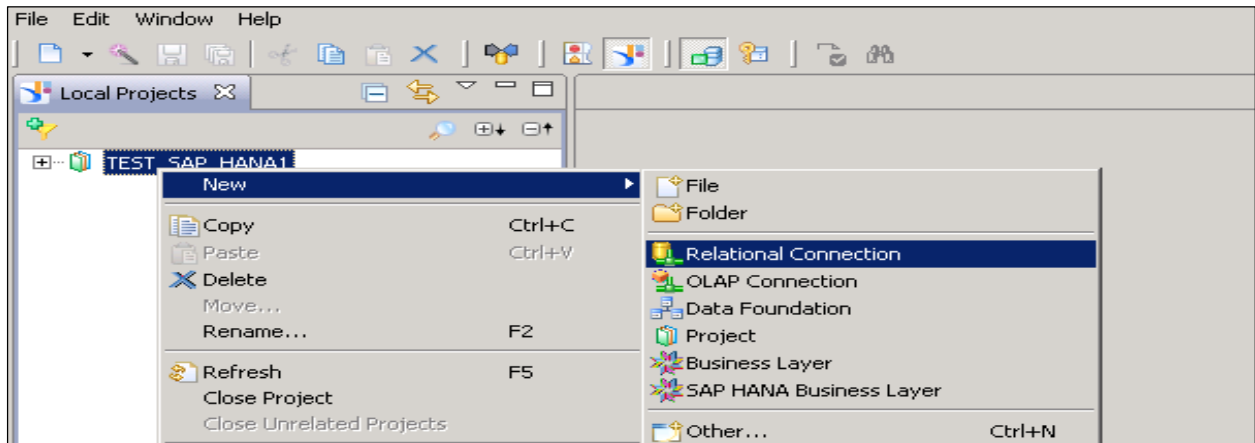 File Edit Window Help
Local Projects
TEST_SAP_HANA1
New
Copy Ctrl+C
Paste Ctrl+V
Delete
Move...
Rename... F2
Refresh F5
Close Project
Close Unrelated Projects
File
Folder
Relational Connection
OLAP Connection
Data Foundation
Project
Business Layer
SAP HANA Business Layer
Other... Ctrl+N